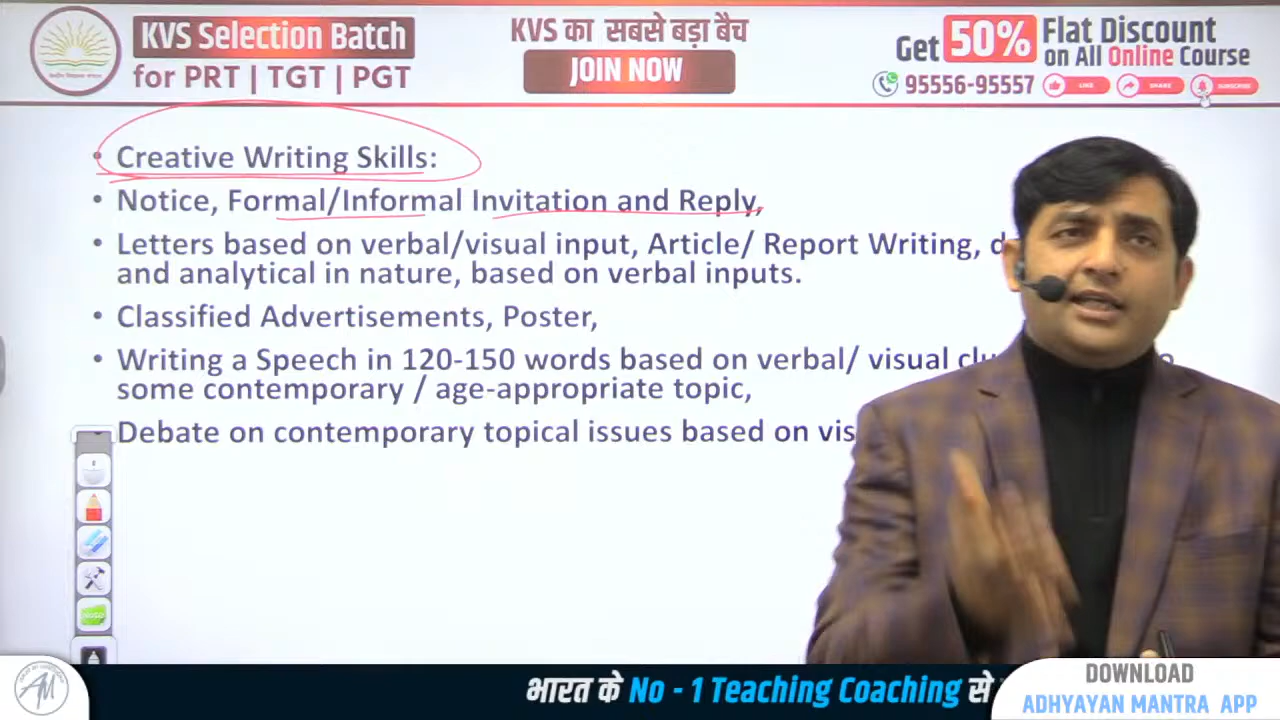 KVS Selection Batch
for PRT | TGT | PGT
KVS का सबसे बड़ा बैच
JOIN NOW
Get 50% Flat Discount
on All Online Course
95556-95557
LIKE
SHARE
SUBSCRIBE
• Creative Writing Skills:
• Notice, Formal/Informal Invitation and Reply,
• Letters based on verbal/visual input, Article/ Report Writing,
and analytical in nature, based on verbal inputs.
• Classified Advertisements, Poster,
• Writing a Speech in 120-150 words based on verbal/ visual
some contemporary / age-appropriate topic,
Debate on contemporary topical issues based on
भारत के No - 1 Teaching Coaching से
DOWNLOAD
ADHYAYAN MANTRA APP
AM